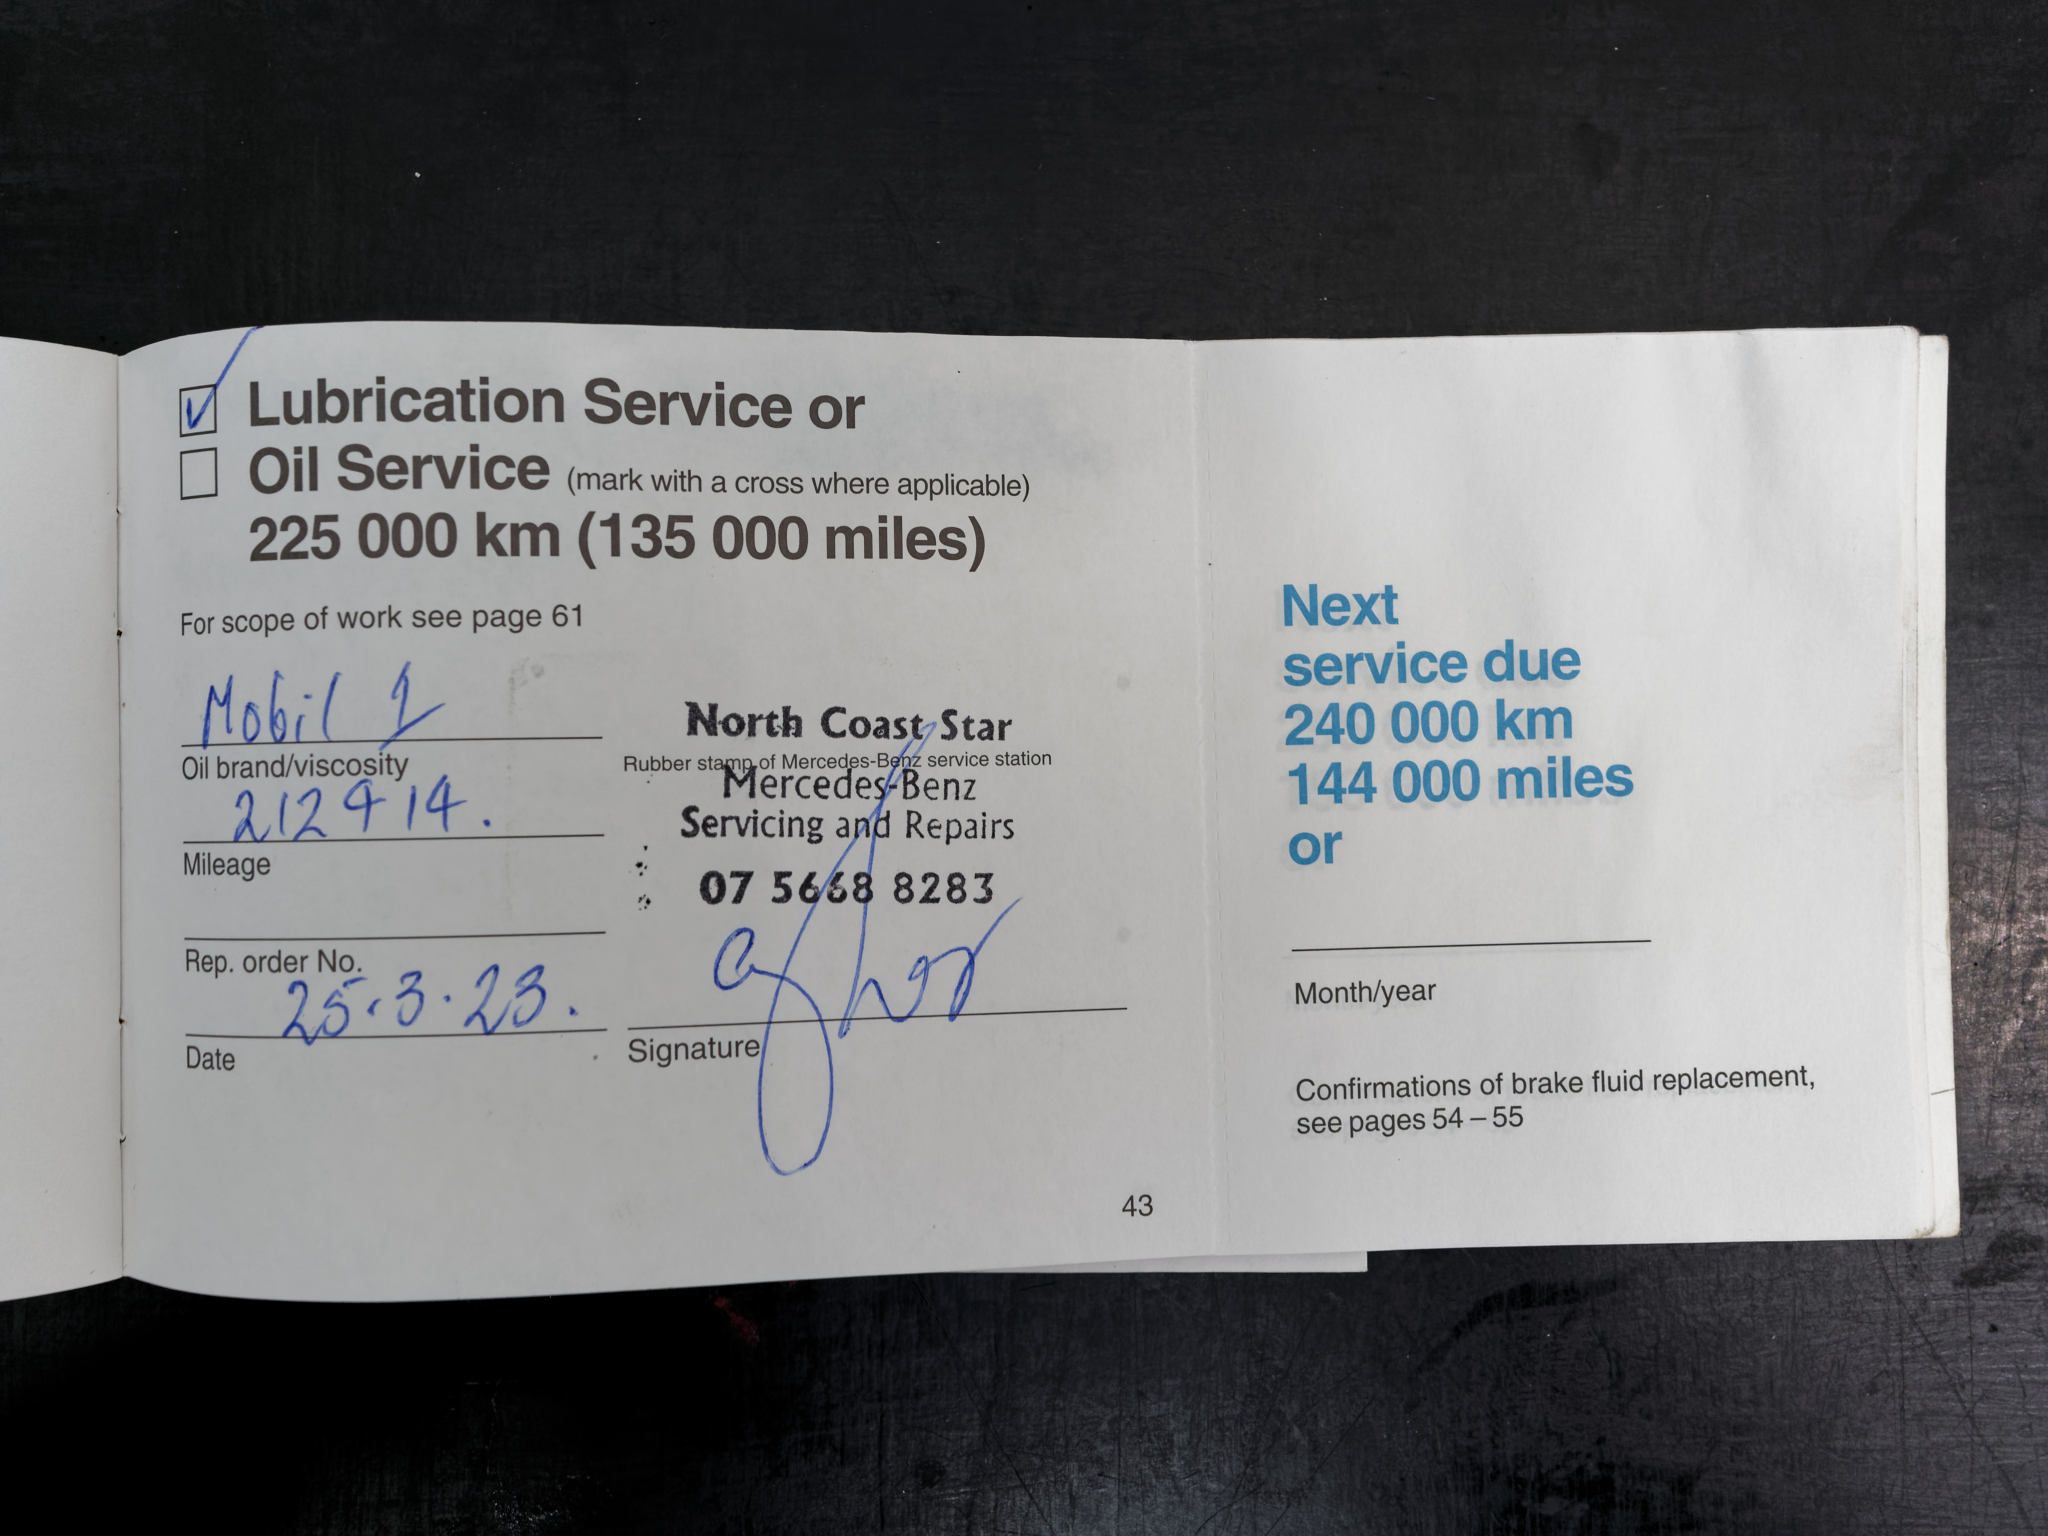 Lubrication Service or
Oil Service (mark with a cross where applicable)
225 000 km (135 000 miles)
For scope of work see page 61
Mobil 1
Oil brand/viscosity
212414.
Mileage
Rep. order No.
25.3.23.
Date
North Coast Star
Rubber stamp of Mercedes-Benz service station
Mercedes-Benz
Servicing and Repairs
07 5668 8283
Signature
43
Next
service due
240 000 km
144 000 miles
or
Month/year
Confirmations of brake fluid replacement,
see pages 54 – 55